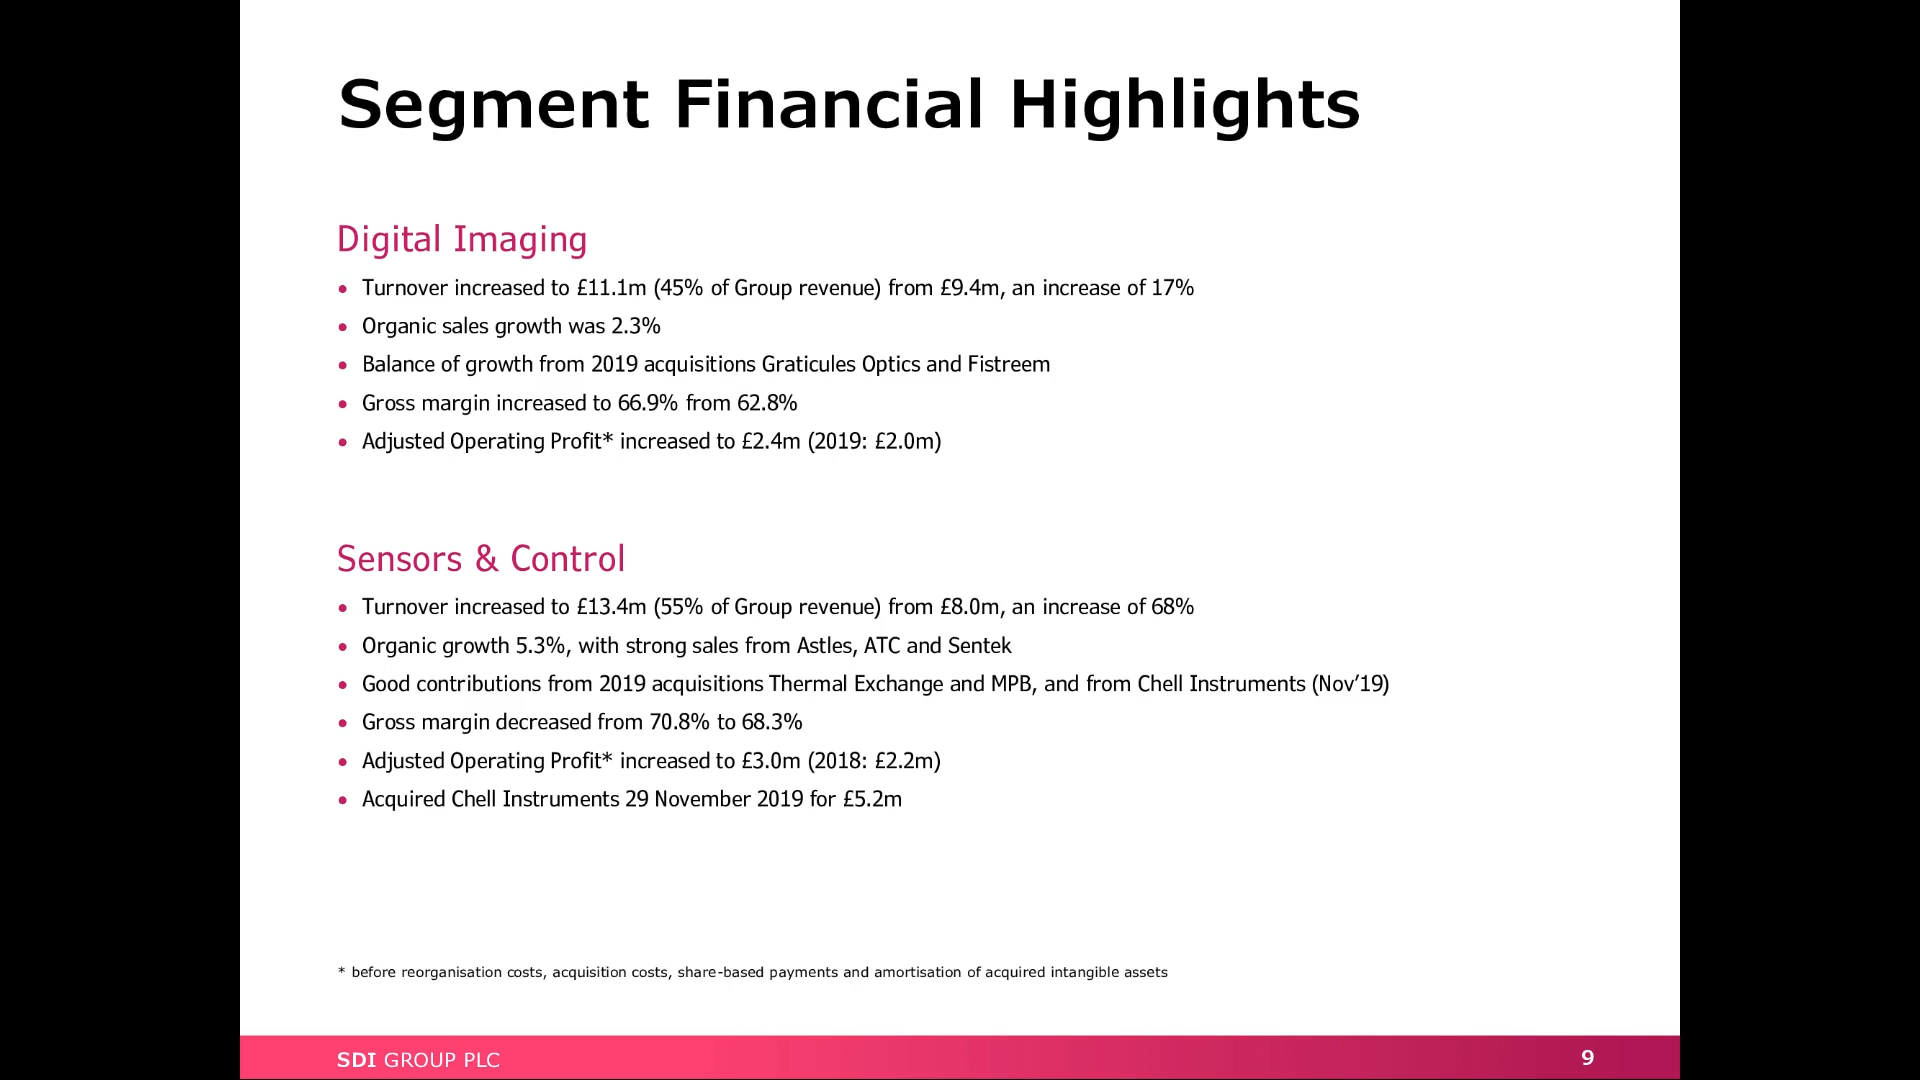 Segment Financial Highlights
Digital Imaging
• Turnover increased to £11.1m (45% of Group revenue) from £9.4m, an increase of 17%
• Organic sales growth was 2.3%
• Balance of growth from 2019 acquisitions Graticules Optics and Fistreem
• Gross margin increased to 66.9% from 62.8%
• Adjusted Operating Profit* increased to £2.4m (2019: £2.0m)
Sensors & Control
• Turnover increased to £13.4m (55% of Group revenue) from £8.0m, an increase of 68%
• Organic growth 5.3%, with strong sales from Astles, ATC and Sentek
• Good contributions from 2019 acquisitions Thermal Exchange and MPB, and from Chell Instruments (Nov’19)
• Gross margin decreased from 70.8% to 68.3%
• Adjusted Operating Profit* increased to £3.0m (2018: £2.2m)
• Acquired Chell Instruments 29 November 2019 for £5.2m
* before reorganisation costs, acquisition costs, share-based payments and amortisation of acquired intangible assets
SDI GROUP PLC
9